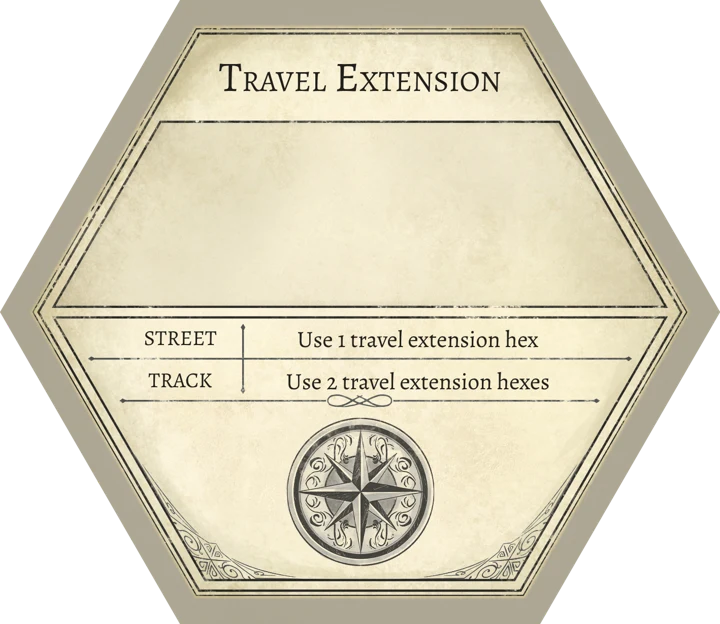 Travel Extension
STREET Use 1 travel extension hex
TRACK Use 2 travel extension hexes